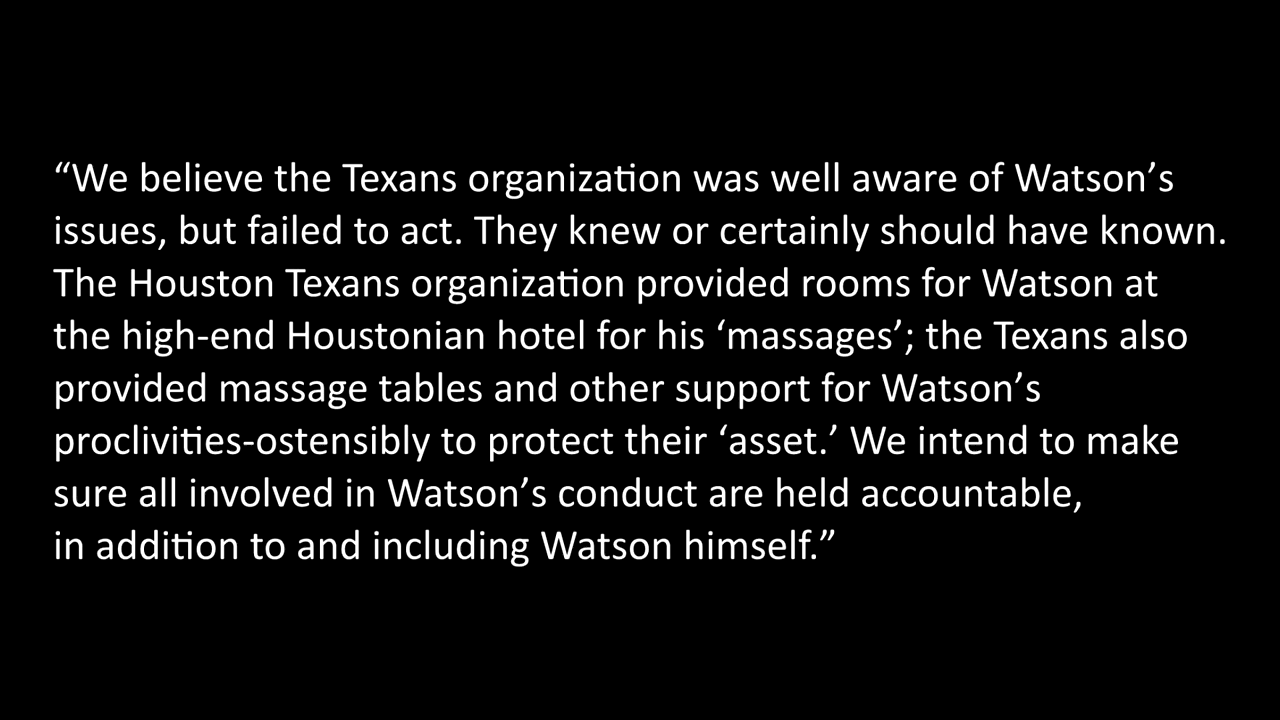 “We believe the Texans organization was well aware of Watson’s
issues, but failed to act. They knew or certainly should have known.
The Houston Texans organization provided rooms for Watson at
the high-end Houstonian hotel for his ‘massages’; the Texans also
provided massage tables and other support for Watson’s
proclivities-ostensibly to protect their ‘asset.’ We intend to make
sure all involved in Watson’s conduct are held accountable,
in addition to and including Watson himself.”